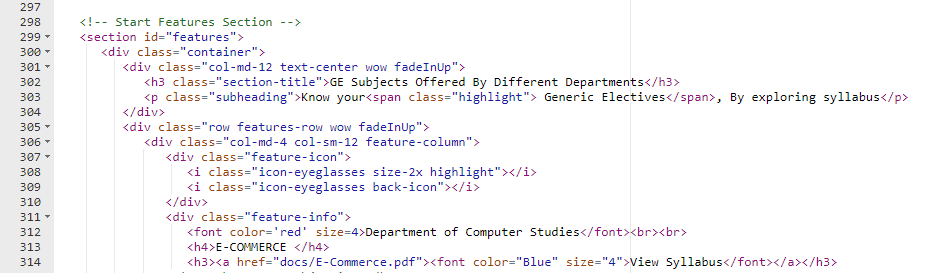 297
298 <!-- Start Features Section -->
299 <section id="features">
300 <div class="container">
301 <div class="col-md-12 text-center wow fadeInUp">
302 <h3 class="section-title">GE Subjects Offered By Different Departments</h3>
303 <p class="subheading">Know your<span class="highlight"> Generic Electives</span>, By exploring syllabus</p>
304 </div>
305 <div class="row features-row wow fadeInUp">
306 <div class="col-md-4 col-sm-12 feature-column">
307 <div class="feature-icon">
308 <i class="icon-eyeglasses size-2x highlight"></i>
309 <i class="icon-eyeglasses back-icon"></i>
310 </div>
311 <div class="feature-info">
312 <font color='red' size=4>Department of Computer Studies</font><br><br>
313 <h4>E-COMMERCE </h4>
314 <h3><a href="docs/E-Commerce.pdf"><font color="Blue" size="4">View Syllabus</font></a></h3>